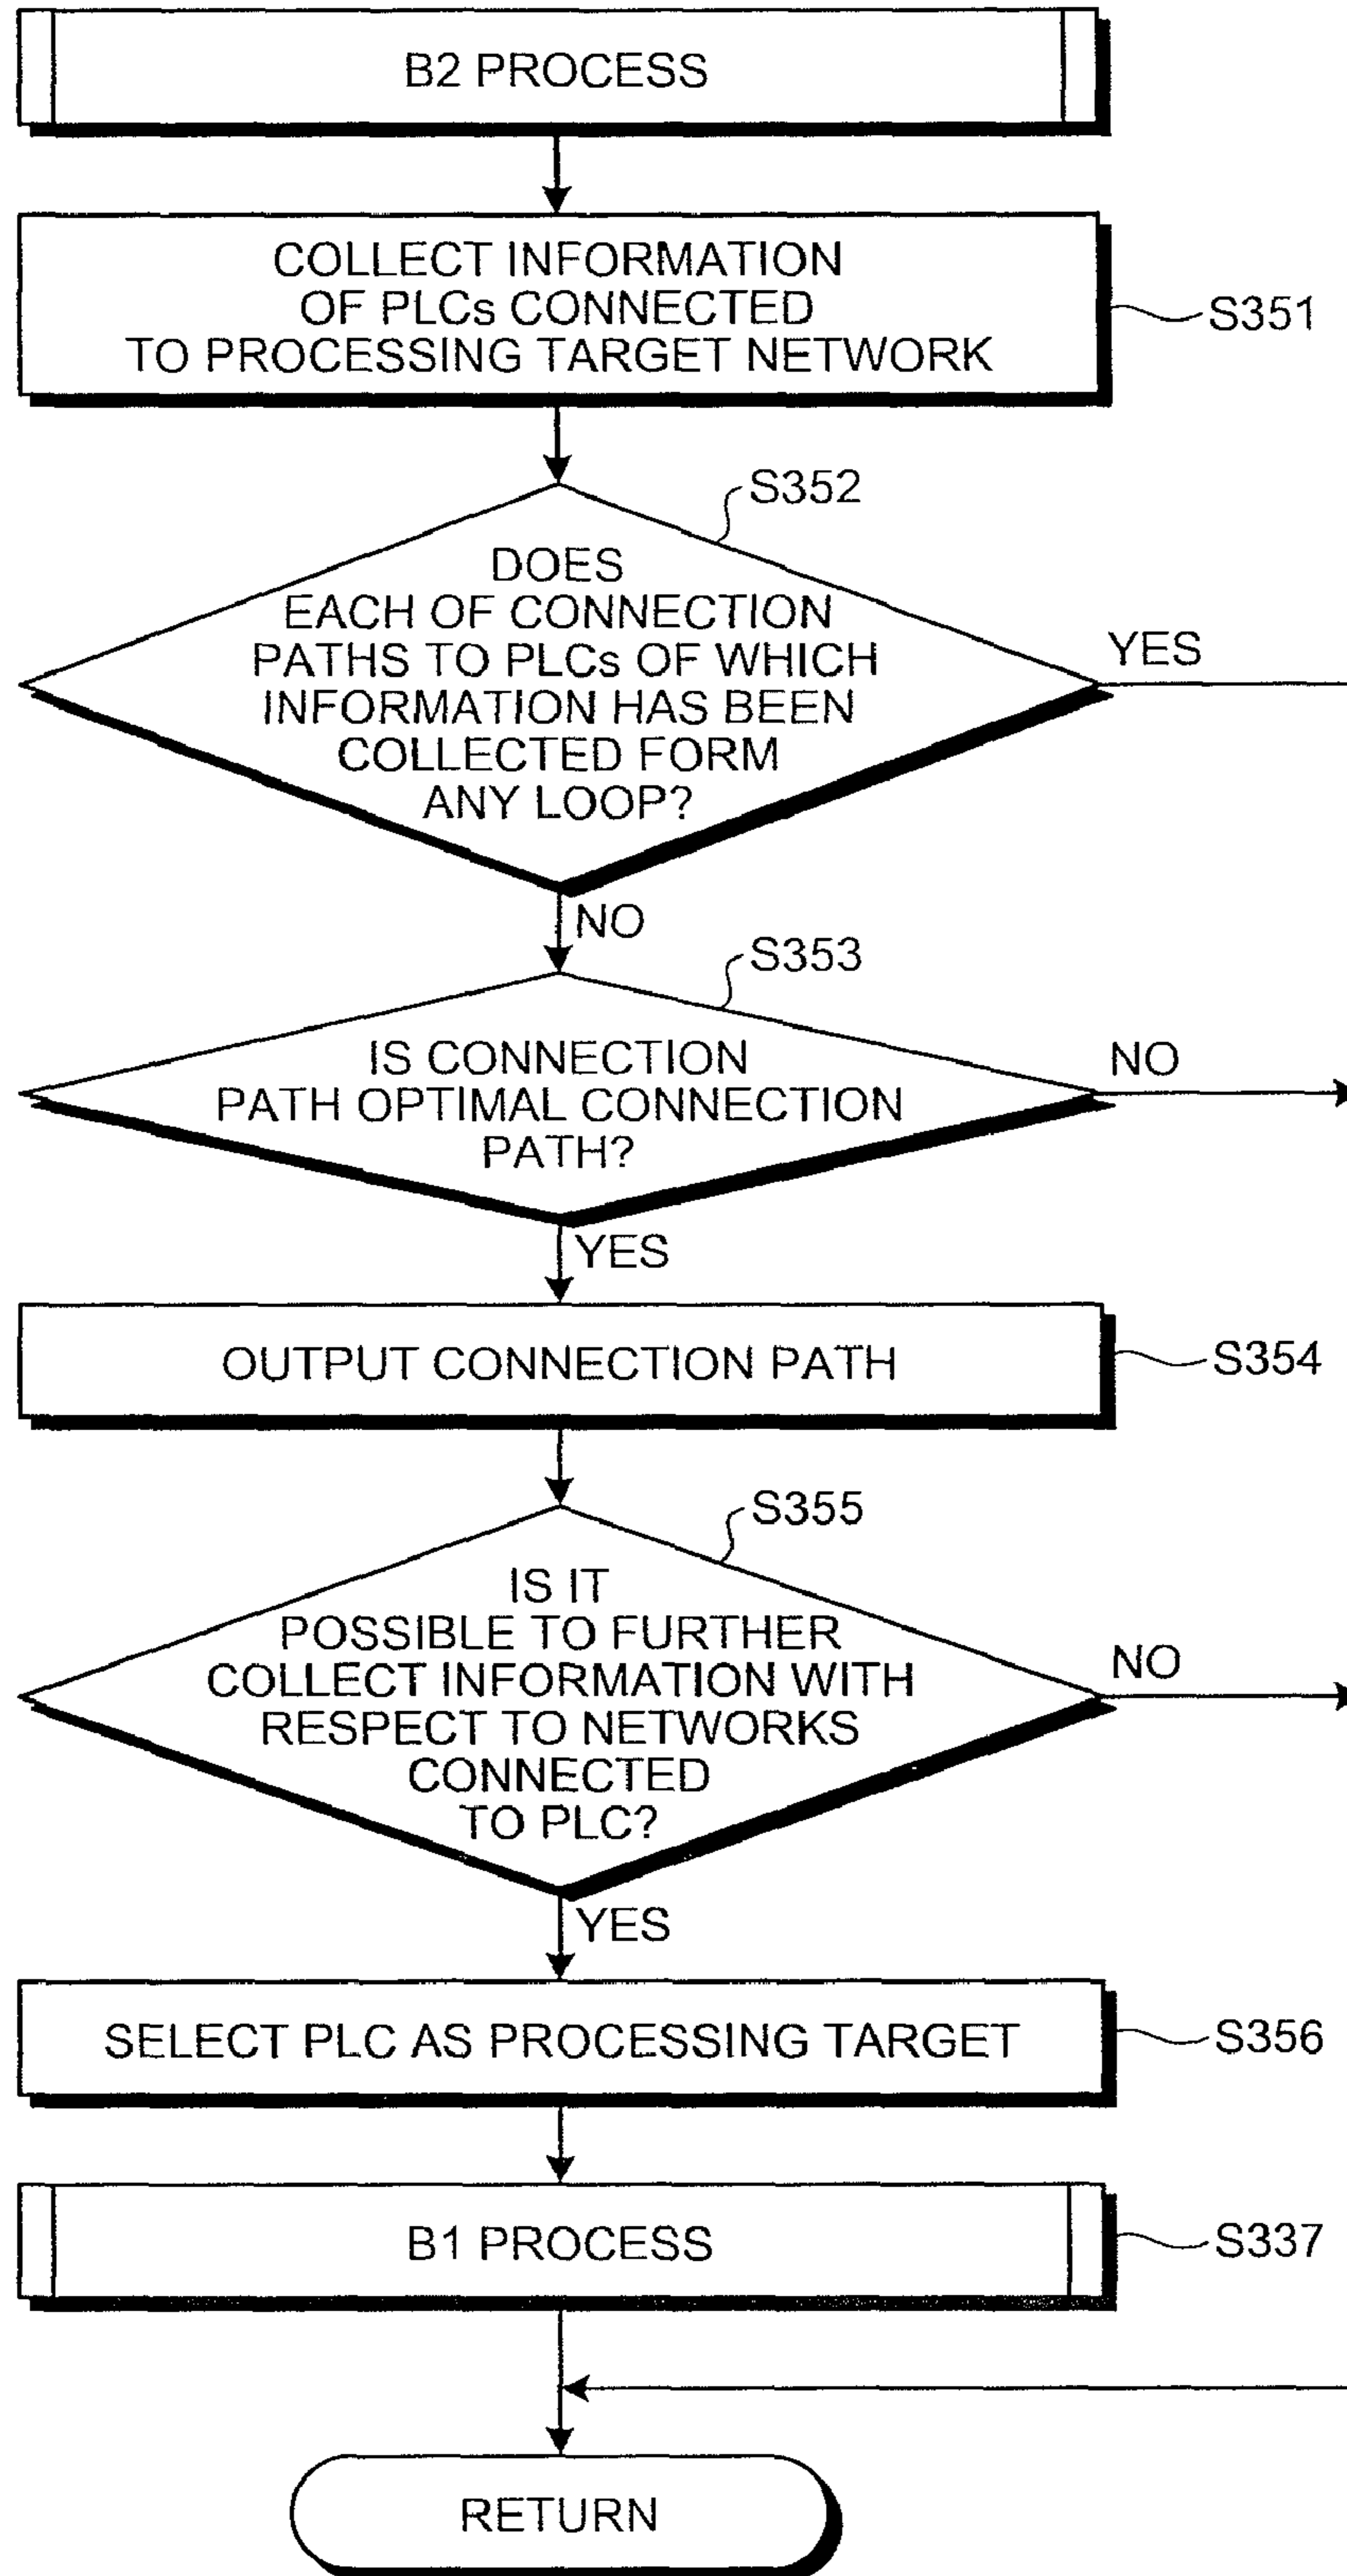 B2 PROCESS
COLLECT INFORMATION
OF PLCs CONNECTED
TO PROCESSING TARGET NETWORK
S351
S352
DOES
EACH OF CONNECTION
PATHS TO PLCs OF WHICH
INFORMATION HAS BEEN
COLLECTED FORM
ANY LOOP?
YES
NO
S353
IS CONNECTION
PATH OPTIMAL CONNECTION
PATH?
NO
YES
OUTPUT CONNECTION PATH
S354
S355
IS IT
POSSIBLE TO FURTHER
COLLECT INFORMATION WITH
RESPECT TO NETWORKS
CONNECTED
TO PLC?
NO
YES
SELECT PLC AS PROCESSING TARGET
S356
B1 PROCESS
S337
RETURN